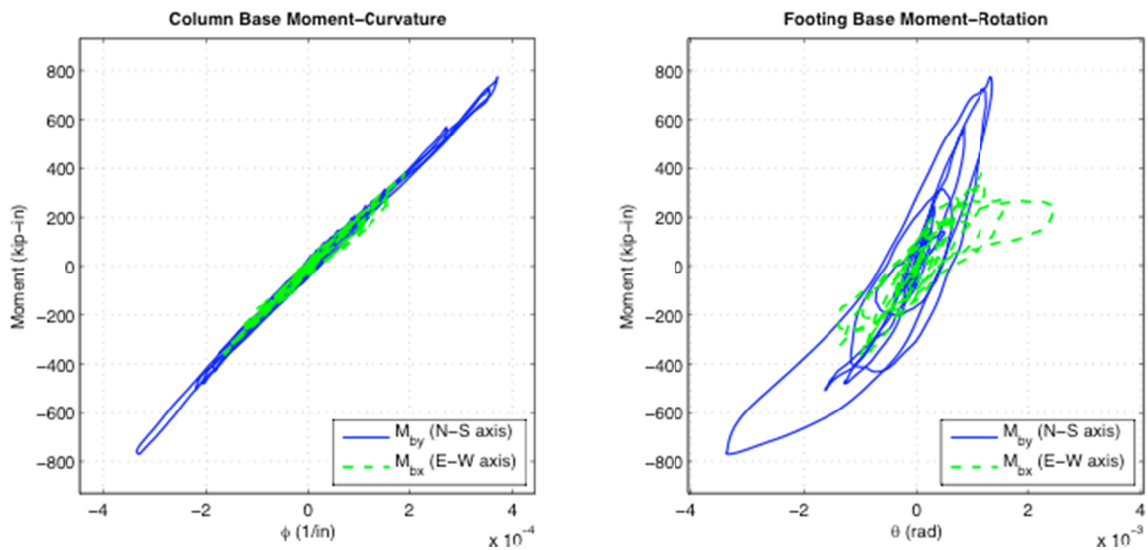 Column Base Moment–Curvature
Moment (kip–in)
800
600
400
200
0
−200
−400
−600
−800
−4
−2
0
2
4
ϕ (1/in)
x 10⁻⁴
M_by (N−S axis)
M_bx (E−W axis)
Footing Base Moment–Rotation
Moment (kip–in)
800
600
400
200
0
−200
−400
−600
−800
−4
−2
0
2
4
θ (rad)
x 10⁻³
M_by (N−S axis)
M_bx (E−W axis)